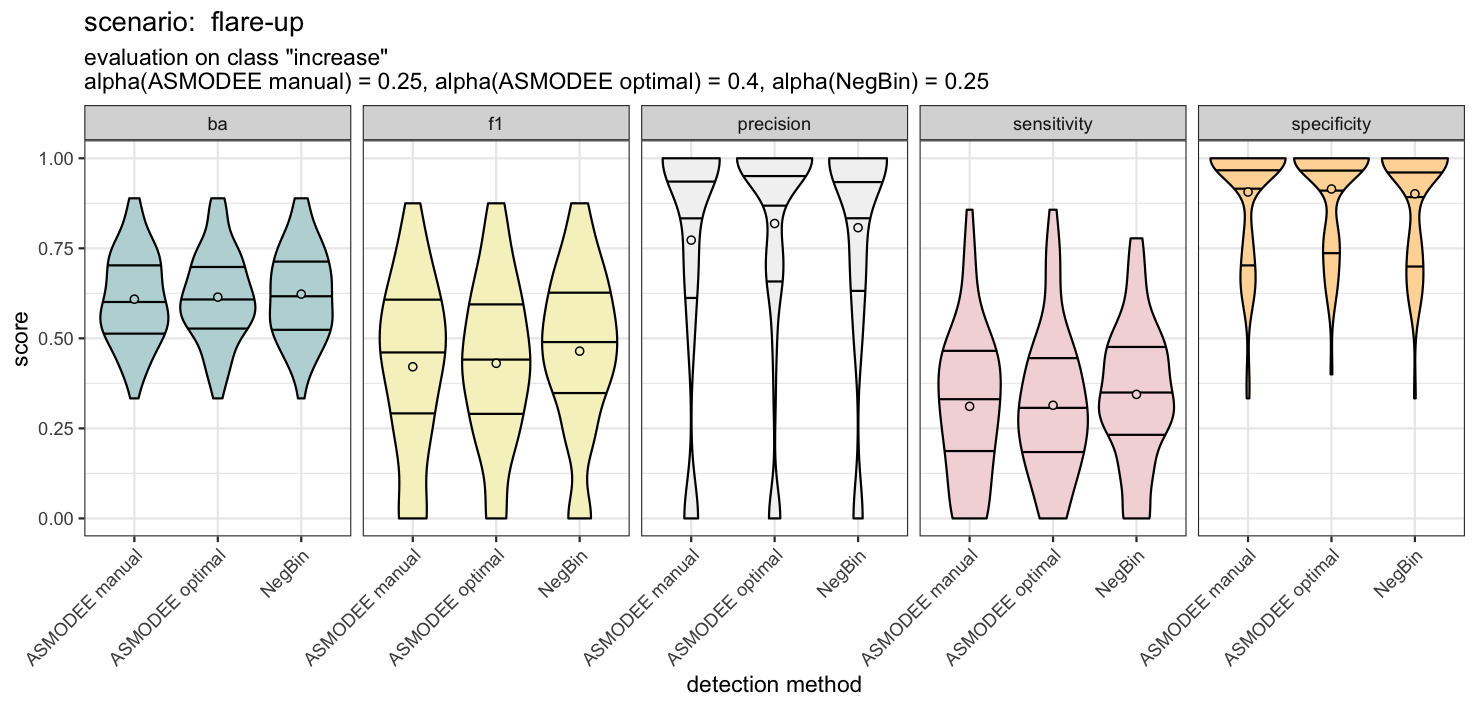 scenario:  flare-up
evaluation on class "increase"
alpha(ASMODEE manual) = 0.25, alpha(ASMODEE optimal) = 0.4, alpha(NegBin) = 0.25
ba
f1
precision
sensitivity
specificity
score
1.00
0.75
0.50
0.25
0.00
ASMODEE manual
ASMODEE optimal
NegBin
ASMODEE manual
ASMODEE optimal
NegBin
ASMODEE manual
ASMODEE optimal
NegBin
ASMODEE manual
ASMODEE optimal
NegBin
ASMODEE manual
ASMODEE optimal
NegBin
detection method